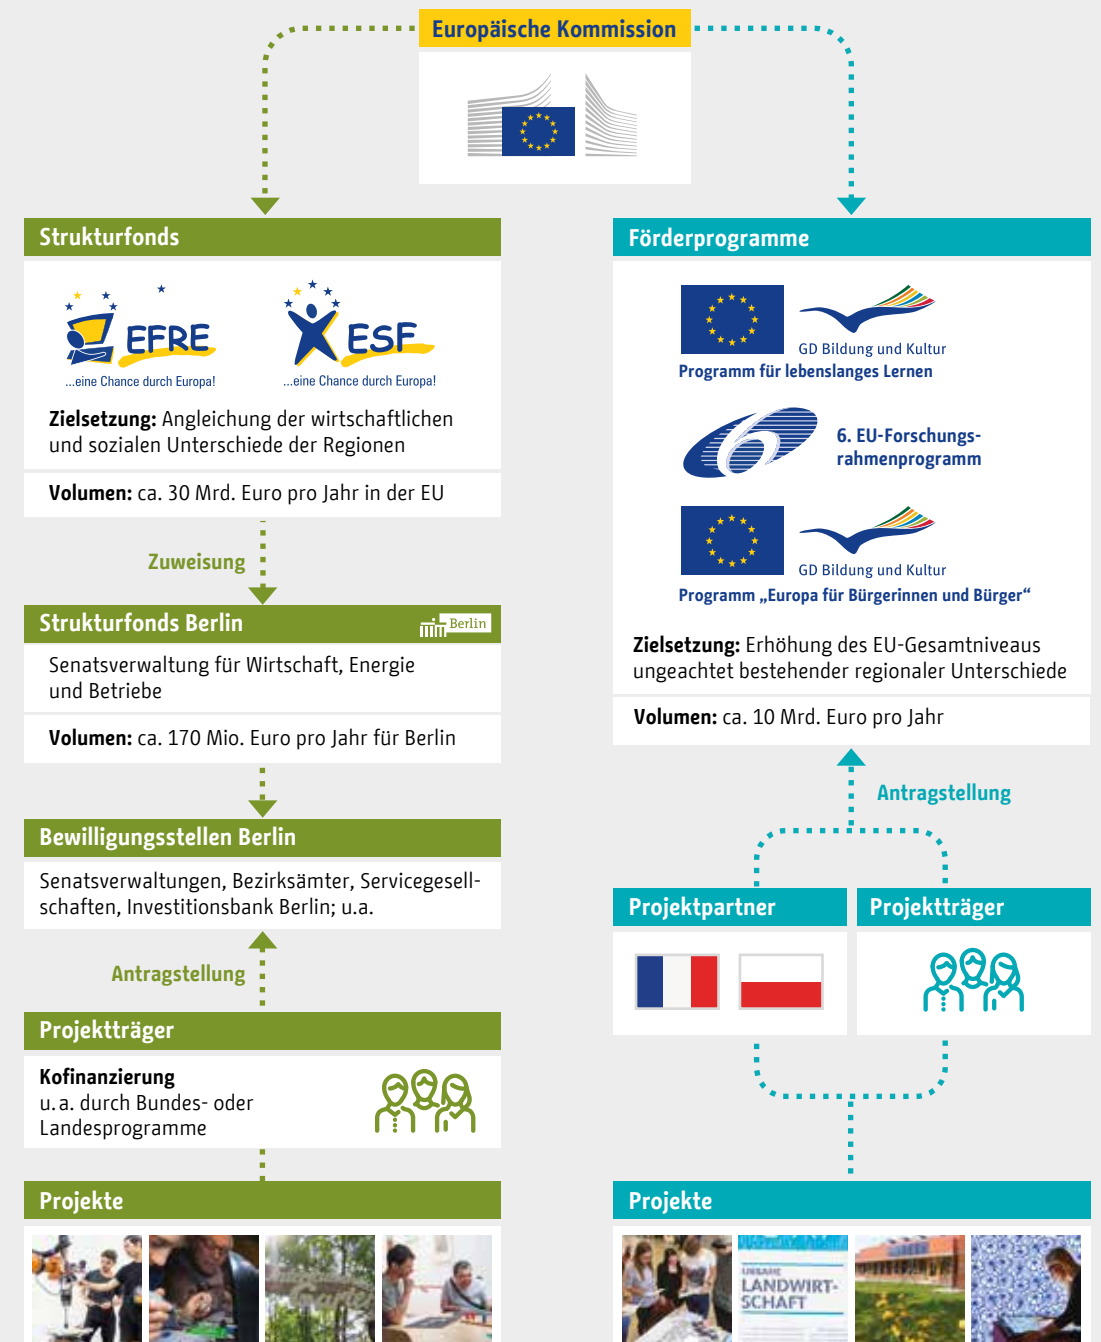 Europäische Kommission
Strukturfonds
EFRE
...eine Chance durch Europa!
ESF
...eine Chance durch Europa!
Zielsetzung: Angleichung der wirtschaftlichen
und sozialen Unterschiede der Regionen
Volumen: ca. 30 Mrd. Euro pro Jahr in der EU
Zuweisung
Strukturfonds Berlin
Berlin
Senatsverwaltung für Wirtschaft, Energie
und Betriebe
Volumen: ca. 170 Mio. Euro pro Jahr für Berlin
Bewilligungsstellen Berlin
Senatsverwaltungen, Bezirksämter, Servicegesell-
schaften, Investitionsbank Berlin; u.a.
Antragstellung
Projektträger
Kofinanzierung
u.a. durch Bundes- oder
Landesprogramme
Projekte
Förderprogramme
GD Bildung und Kultur
Programm für lebenslanges Lernen
6
6. EU-Forschungs-
rahmenprogramm
GD Bildung und Kultur
Programm „Europa für Bürgerinnen und Bürger“
Zielsetzung: Erhöhung des EU-Gesamtniveaus
ungeachtet bestehender regionaler Unterschiede
Volumen: ca. 10 Mrd. Euro pro Jahr
Antragstellung
Projektpartner
Projektträger
Projekte
URBANE
LANDWIRT-
SCHAFT